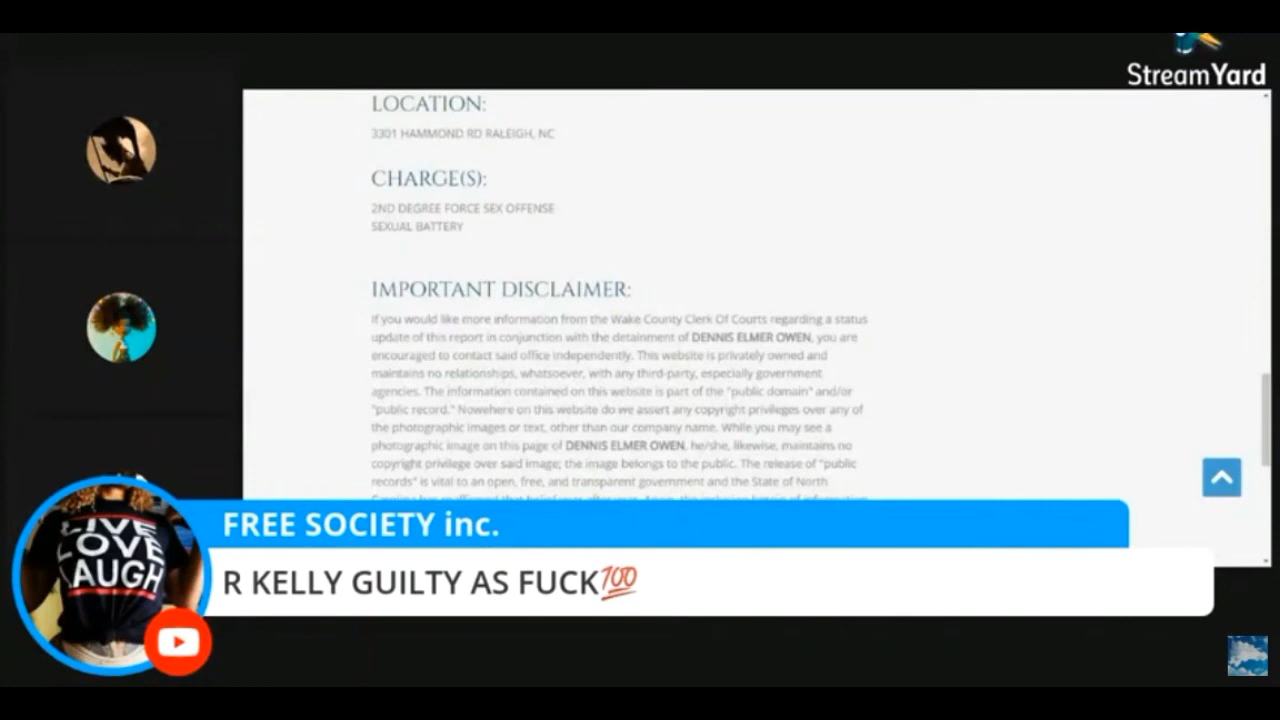 StreamYard
LOCATION:
3301 HAMMOND RD RALEIGH, NC
CHARGE(S):
2ND DEGREE FORCE SEX OFFENSE
SEXUAL BATTERY
IMPORTANT DISCLAIMER:
If you would like more information from the Wake County Clerk Of Courts regarding a status
update of this report in conjunction with the detainment of DENNIS ELMER OWEN, you are
encouraged to contact said office independently. This website is privately owned and
maintains no relationships, whatsoever, with any third-party, especially government
agencies. The information contained on this website is part of the "public domain" and/or
"public record." Nowehere on this website do we assert any copyright privileges over any of
the photographic images or text, other than our company name. While you may see a
photographic image on this page of DENNIS ELMER OWEN, he/she, likewise, maintains no
copyright privilege over said image; the image belongs to the public. The release of "public
records" is vital to an open, free, and transparent government and the State of North
LIVE
LOVE
LAUGH
FREE SOCIETY inc.
R KELLY GUILTY AS FUCK💯